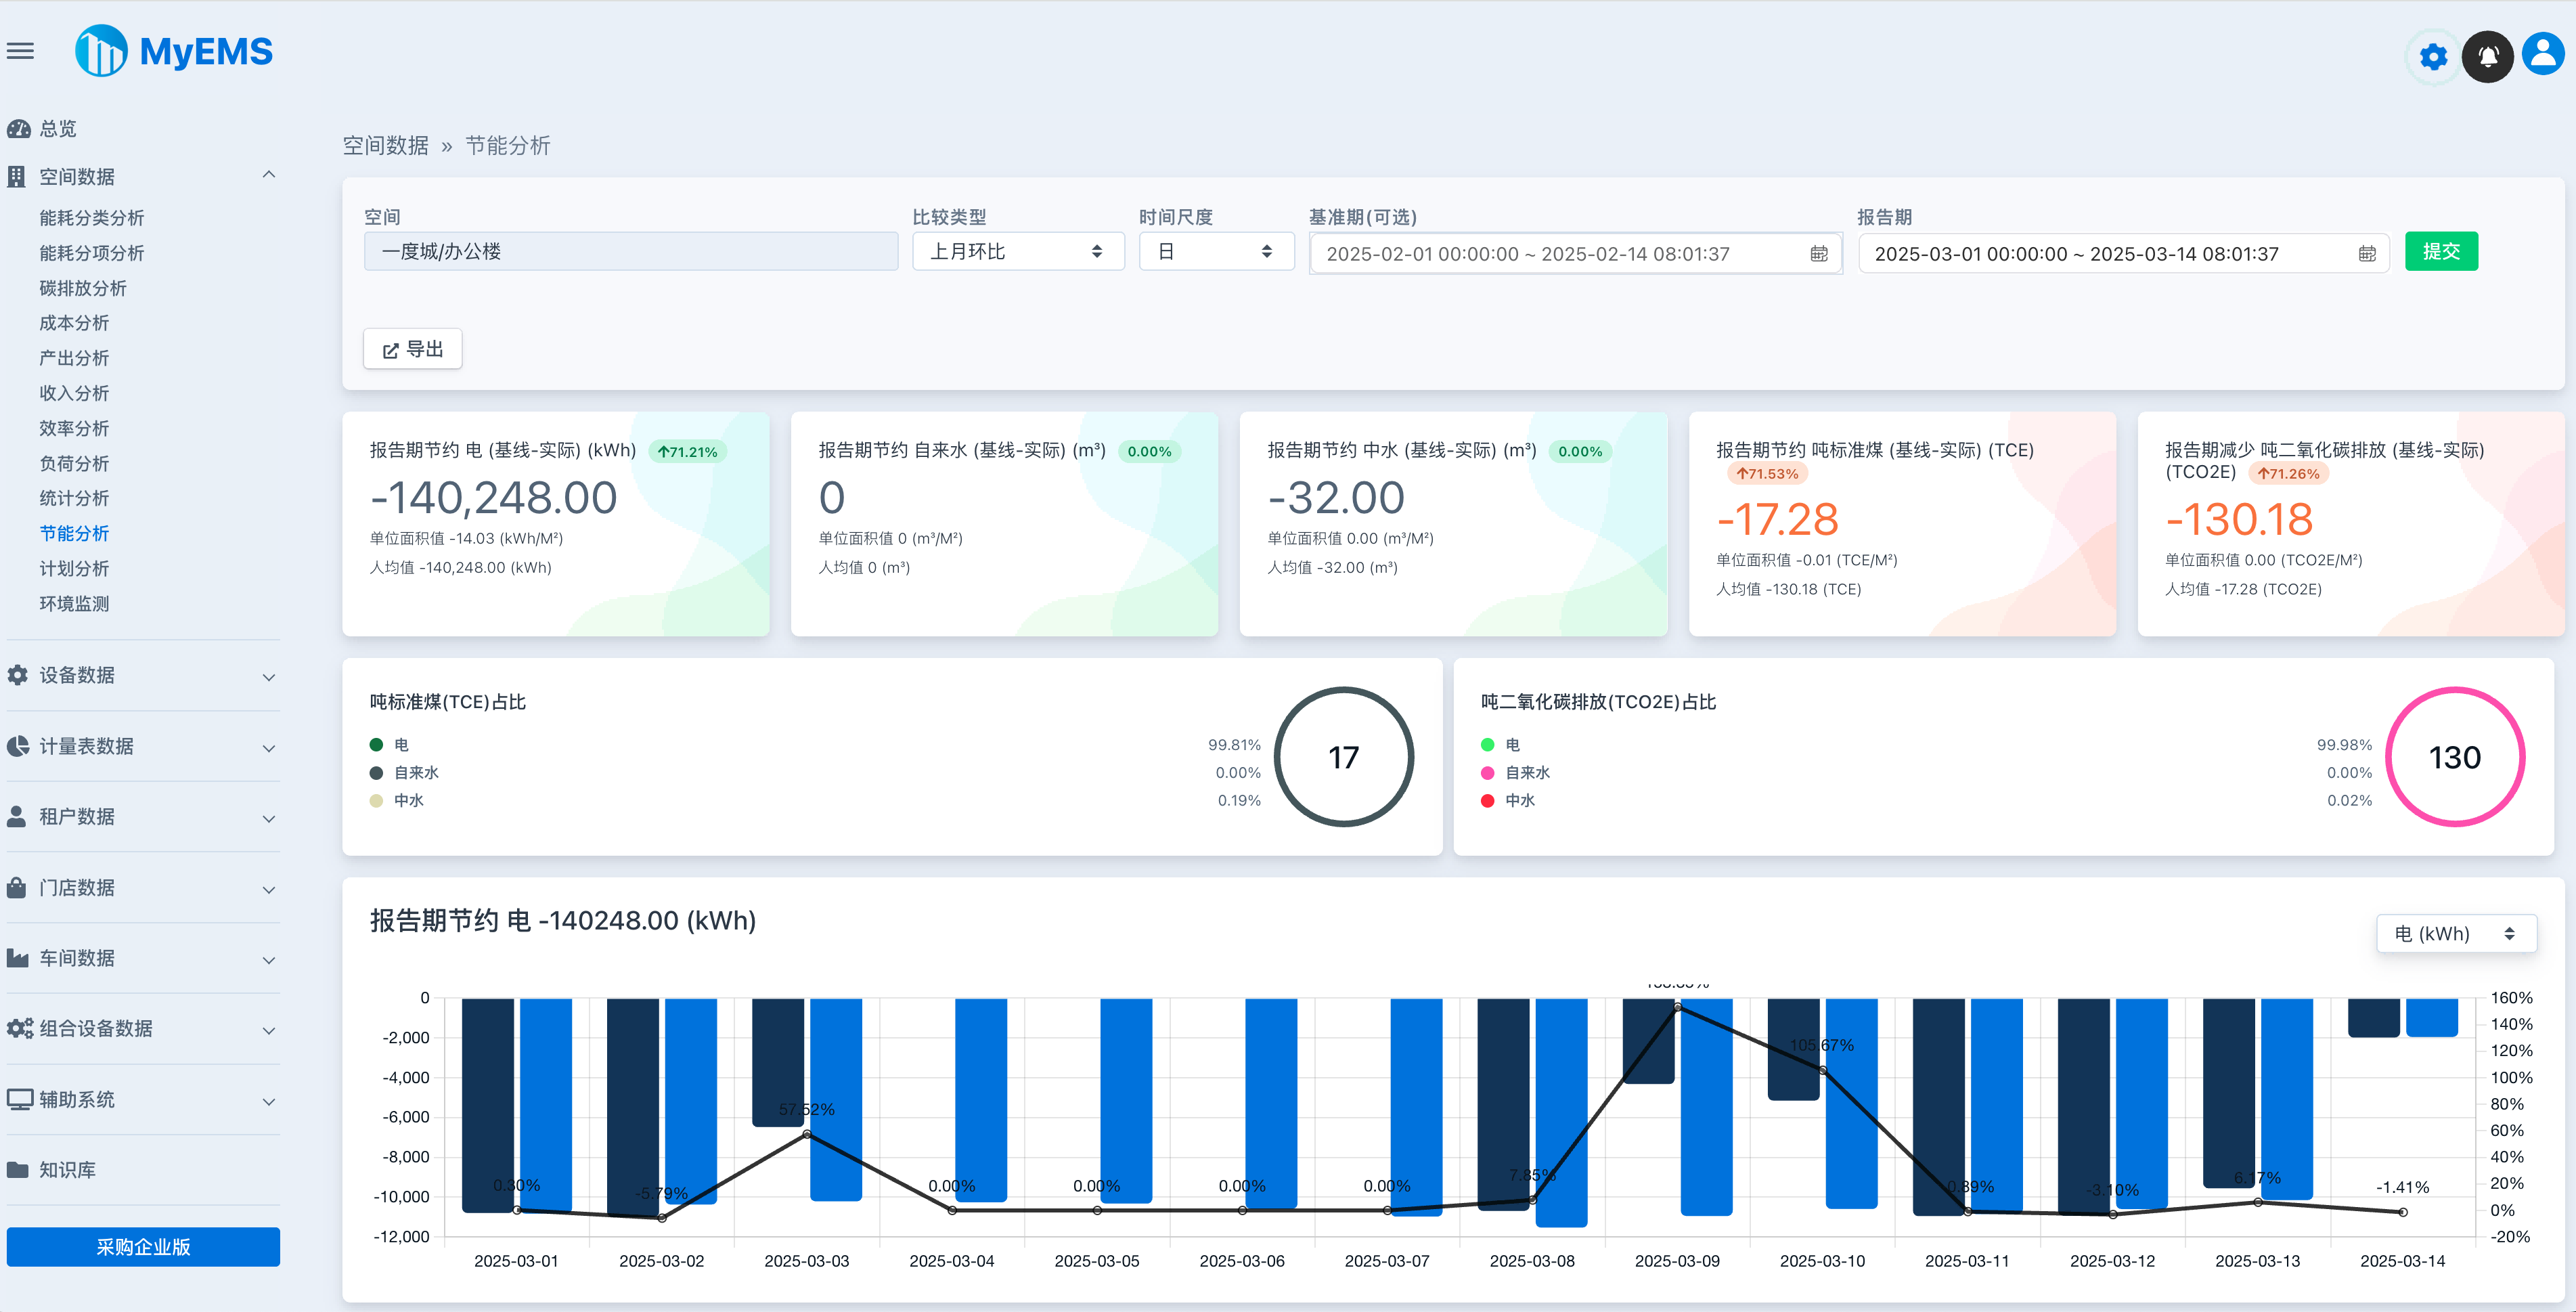 MyEMS
总览
空间数据
能耗分类分析
能耗分项分析
碳排放分析
成本分析
产出分析
收入分析
效率分析
负荷分析
统计分析
节能分析
计划分析
环境监测
设备数据
计量表数据
租户数据
门店数据
车间数据
组合设备数据
辅助系统
知识库
采购企业版
空间数据 » 节能分析
空间 比较类型 时间尺度 基准期(可选) 报告期
一度城/办公楼 上月环比 日 2025-02-01 00:00:00 ~ 2025-02-14 08:01:37 2025-03-01 00:00:00 ~ 2025-03-14 08:01:37 提交
导出
报告期节约 电 (基线-实际) (kWh) 71.21%
-140,248.00
单位面积值 -14.03 (kWh/M²)
人均值 -140,248.00 (kWh)
报告期节约 自来水 (基线-实际) (m³) 0.00%
0
单位面积值 0 (m³/M²)
人均值 0 (m³)
报告期节约 中水 (基线-实际) (m³) 0.00%
-32.00
单位面积值 0.00 (m³/M²)
人均值 -32.00 (m³)
报告期节约 吨标准煤 (基线-实际) (TCE)
71.53%
-17.28
单位面积值 -0.01 (TCE/M²)
人均值 -130.18 (TCE)
报告期减少 吨二氧化碳排放 (基线-实际)
(TCO2E) 71.26%
-130.18
单位面积值 0.00 (TCO2E/M²)
人均值 -17.28 (TCO2E)
吨标准煤(TCE)占比
电 99.81%
自来水 0.00%
中水 0.19%
17
吨二氧化碳排放(TCO2E)占比
电 99.98%
自来水 0.00%
中水 0.02%
130
报告期节约 电 -140248.00 (kWh)
电 (kWh)
0
-2,000
-4,000
-6,000
-8,000
-10,000
-12,000
0.30% -5.79% 57.52% 0.00% 0.00% 0.00% 0.00% 7.85% 105.67% 0.89% -3.10% 6.17% -1.41%
160%
140%
120%
100%
80%
60%
40%
20%
0%
-20%
2025-03-01 2025-03-02 2025-03-03 2025-03-04 2025-03-05 2025-03-06 2025-03-07 2025-03-08 2025-03-09 2025-03-10 2025-03-11 2025-03-12 2025-03-13 2025-03-14